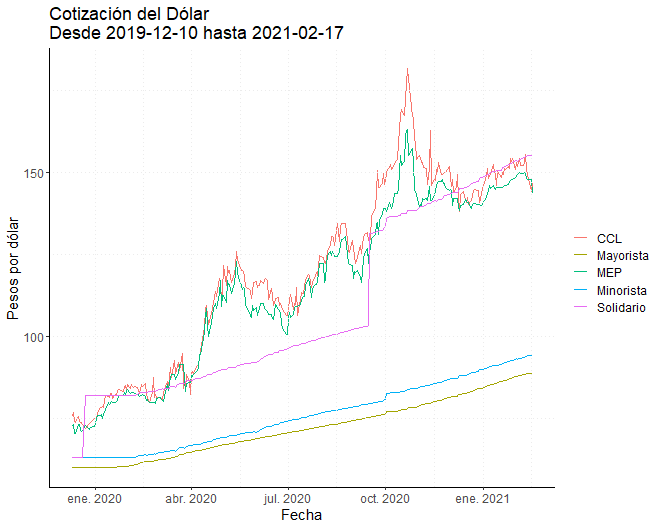 Cotización del Dólar
Desde 2019-12-10 hasta 2021-02-17
Pesos por dólar
150
100
ene. 2020
abr. 2020
jul. 2020
oct. 2020
ene. 2021
Fecha
CCL
Mayorista
MEP
Minorista
Solidario